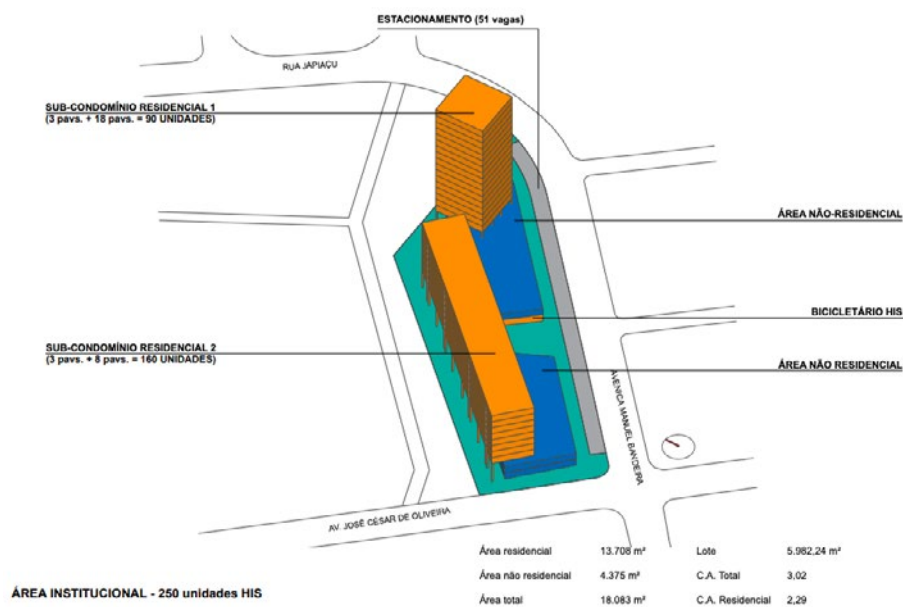 ESTACIONAMENTO (51 vagas)
RUA JAPIAÇU
SUB-CONDOMÍNIO RESIDENCIAL 1
(3 pavs. + 18 pavs. = 90 UNIDADES)
ÁREA NÃO-RESIDENCIAL
BICICLETÁRIO HIS
SUB-CONDOMÍNIO RESIDENCIAL 2
(3 pavs. + 8 pavs. = 160 UNIDADES)
ÁREA NÃO RESIDENCIAL
AVENICA MANUEL BANDEIRA
AV. JOSÉ CÉSAR DE OLIVEIRA
Área residencial 13.708 m² Lote 5.982,24 m²
Área não residencial 4.375 m² C.A. Total 3,02
Área total 18.083 m² C.A. Residencial 2,29
ÁREA INSTITUCIONAL - 250 unidades HIS